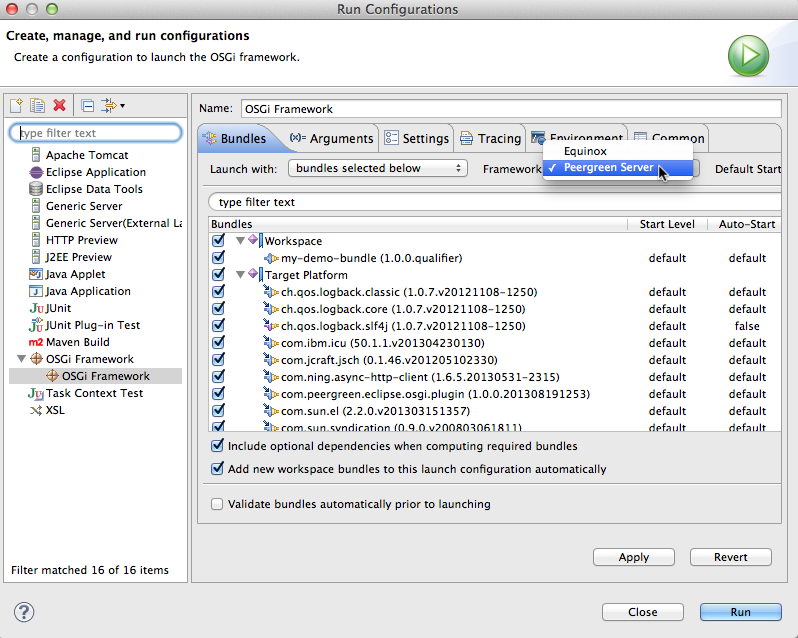 Run Configurations
Create, manage, and run configurations
Create a configuration to launch the OSGi framework.
type filter text
Apache Tomcat
Eclipse Application
Eclipse Data Tools
Generic Server
Generic Server(External La
HTTP Preview
J2EE Preview
Java Applet
Java Application
JUnit
JUnit Plug-in Test
Maven Build
OSGi Framework
OSGi Framework
Task Context Test
XSL
Filter matched 16 of 16 items
Name: OSGi Framework
Bundles (x)= Arguments Settings Tracing Environment Common
Equinox
Launch with: bundles selected below Framework ✓ Peergreen Server Default Start
type filter text
Bundles Start Level Auto-Start
Workspace
my-demo-bundle (1.0.0.qualifier) default default
Target Platform
ch.qos.logback.classic (1.0.7.v20121108-1250) default default
ch.qos.logback.core (1.0.7.v20121108-1250) default default
ch.qos.logback.slf4j (1.0.7.v20121108-1250) default false
com.ibm.icu (50.1.1.v201304230130) default default
com.jcraft.jsch (0.1.46.v201205102330) default default
com.ning.async-http-client (1.6.5.20130531-2315) default default
com.peergreen.eclipse.osgi.plugin (1.0.0.201308191253) default default
com.sun.el (2.2.0.v201303151357) default default
com.sun.syndication (0.9.0.v200803061811) default default
Include optional dependencies when computing required bundles
Add new workspace bundles to this launch configuration automatically
Validate bundles automatically prior to launching
Apply Revert
? Close Run